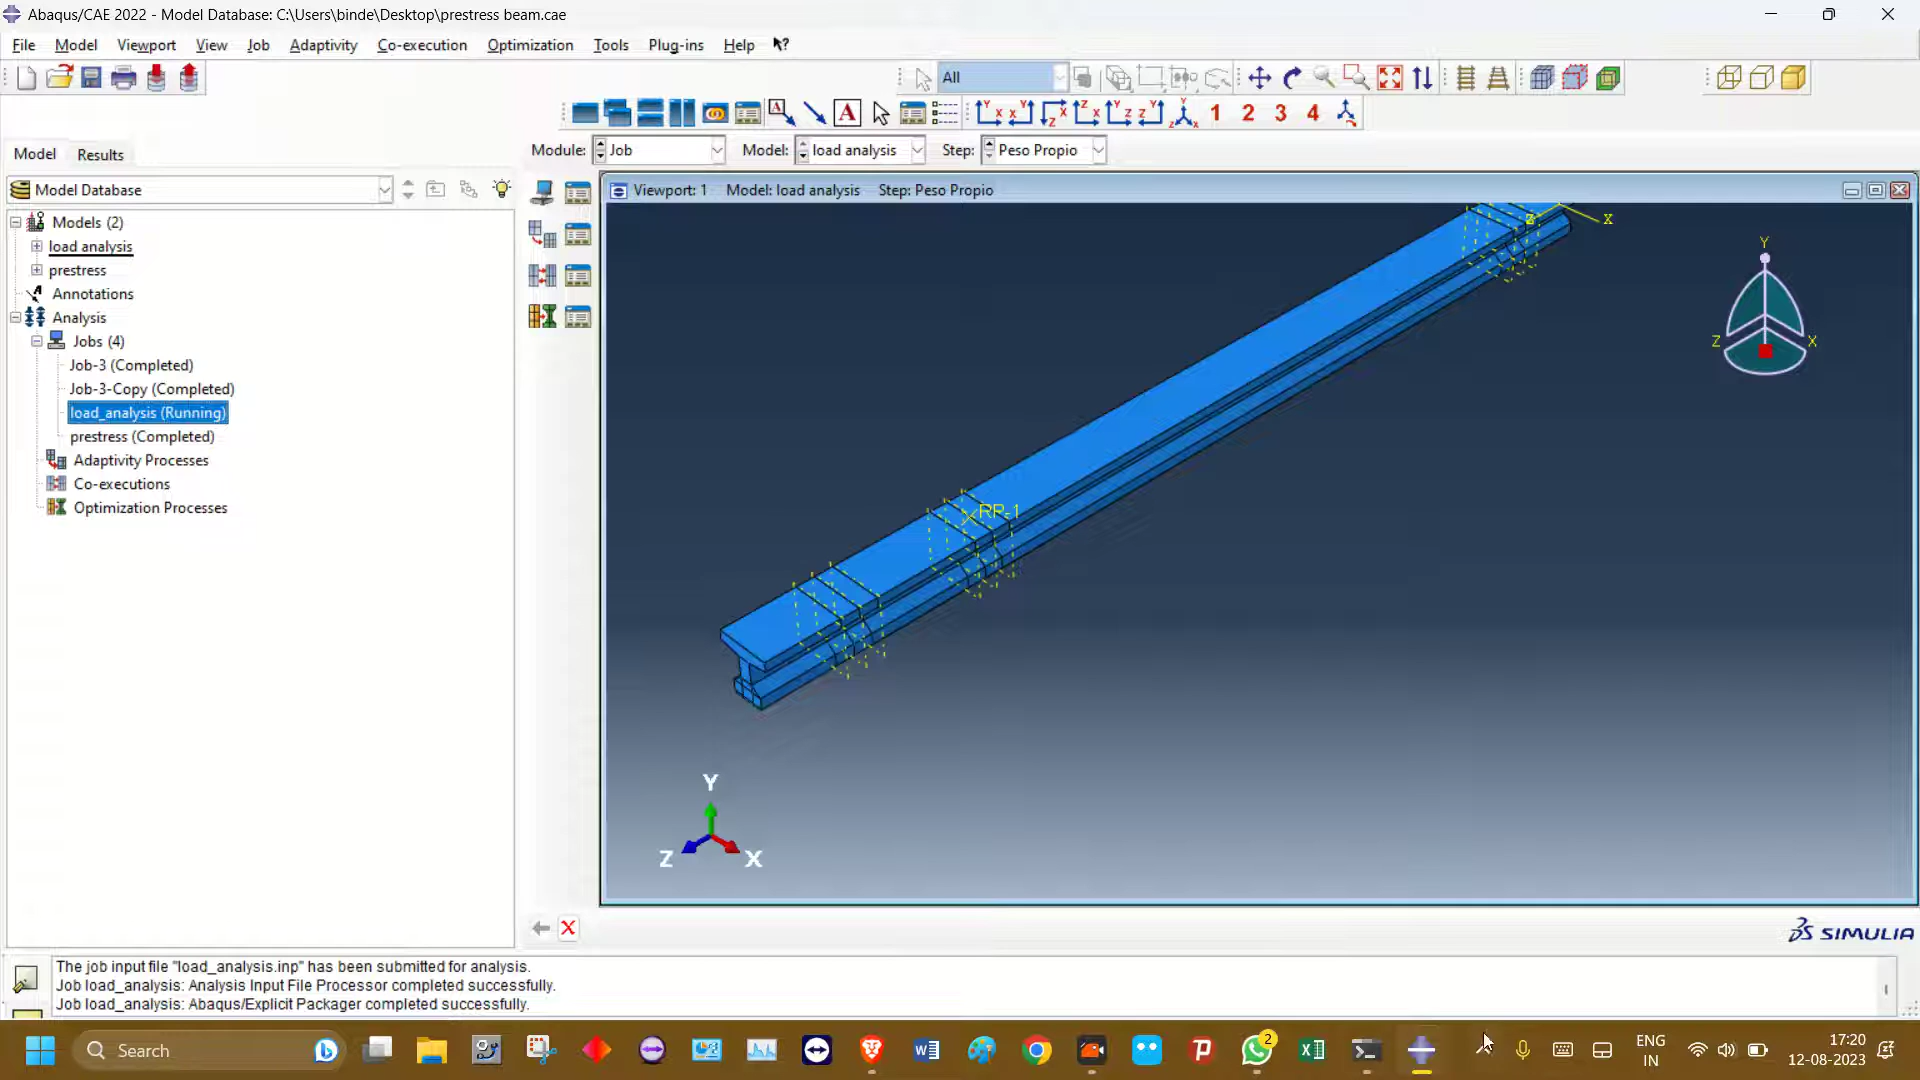 Abaqus/CAE 2022 - Model Database: C:\Users\binde\Desktop\prestress beam.cae
File Model Viewport View Job Adaptivity Co-execution Optimization Tools Plug-ins Help ?
All
A A 1 2 3 4
Model Results
Module: Job Model: load analysis Step: Peso Propio
Model Database
Viewport: 1 Model: load analysis Step: Peso Propio
Models (2)
load analysis
prestress
Annotations
Analysis
Jobs (4)
Job-3 (Completed)
Job-3-Copy (Completed)
load_analysis (Running)
prestress (Completed)
Adaptivity Processes
Co-executions
Optimization Processes
Z X
Y
Z X
RP-1
Y
Z X
SIMULIA
The job input file "load_analysis.inp" has been submitted for analysis.
Job load_analysis: Analysis Input File Processor completed successfully.
Job load_analysis: Abaqus/Explicit Packager completed successfully.
Search
2
ENG
IN
17:20
12-08-2023